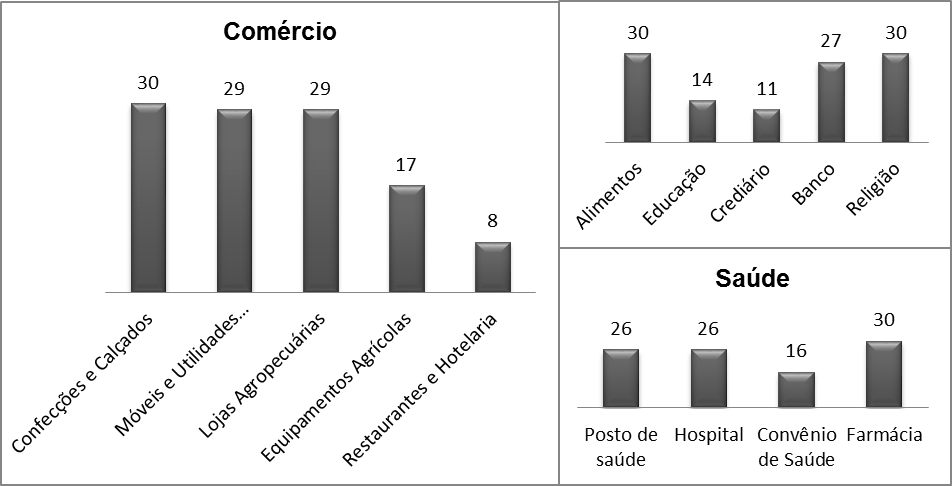 Comércio
30
29
29
17
8
Confecções e Calçados
Móveis e Utilidades...
Lojas Agropecuárias
Equipamentos Agrícolas
Restaurantes e Hotelaria
30
14
11
27
30
Alimentos
Educação
Crediário
Banco
Religião
Saúde
26
26
16
30
Posto de
saúde
Hospital
Convênio
de Saúde
Farmácia